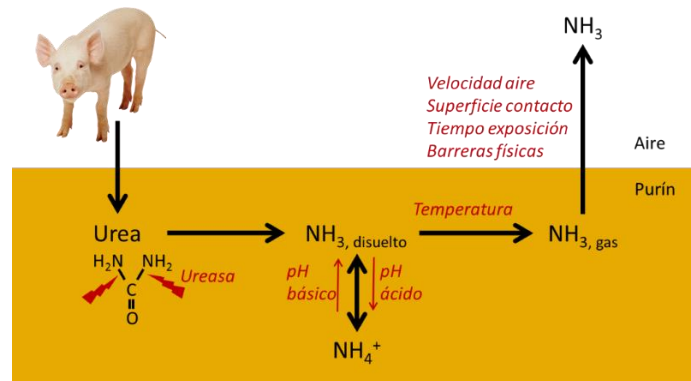 NH₃
Velocidad aire
Superficie contacto
Tiempo exposición
Barreras físicas
Aire
Purín
Urea
NH₃, disuelto
Temperatura
NH₃, gas
H₂N
NH₂
C
O
Ureasa
pH
básico
pH
ácido
NH₄⁺